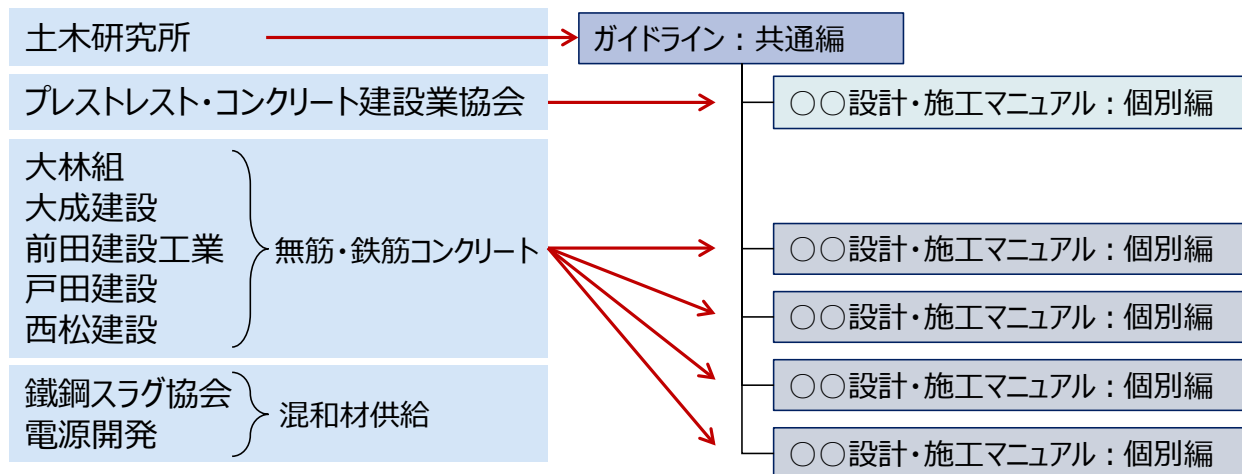 土木研究所
ガイドライン：共通編
プレストレスト・コンクリート建設業協会
○○設計・施工マニュアル：個別編
大林組
大成建設
前田建設工業
戸田建設
西松建設
無筋・鉄筋コンクリート
○○設計・施工マニュアル：個別編
○○設計・施工マニュアル：個別編
○○設計・施工マニュアル：個別編
○○設計・施工マニュアル：個別編
鐵鋼スラグ協会
電源開発
混和材供給